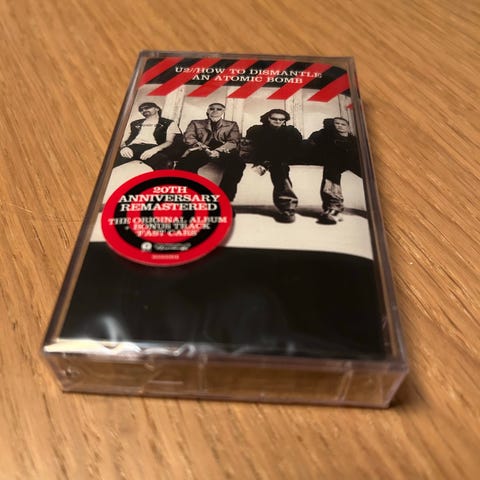 U2//HOW TO DISMANTLE
AN ATOMIC BOMB
20TH
ANNIVERSARY
REMASTERED
THE ORIGINAL ALBUM
+ BONUS TRACK
'FAST CARS'